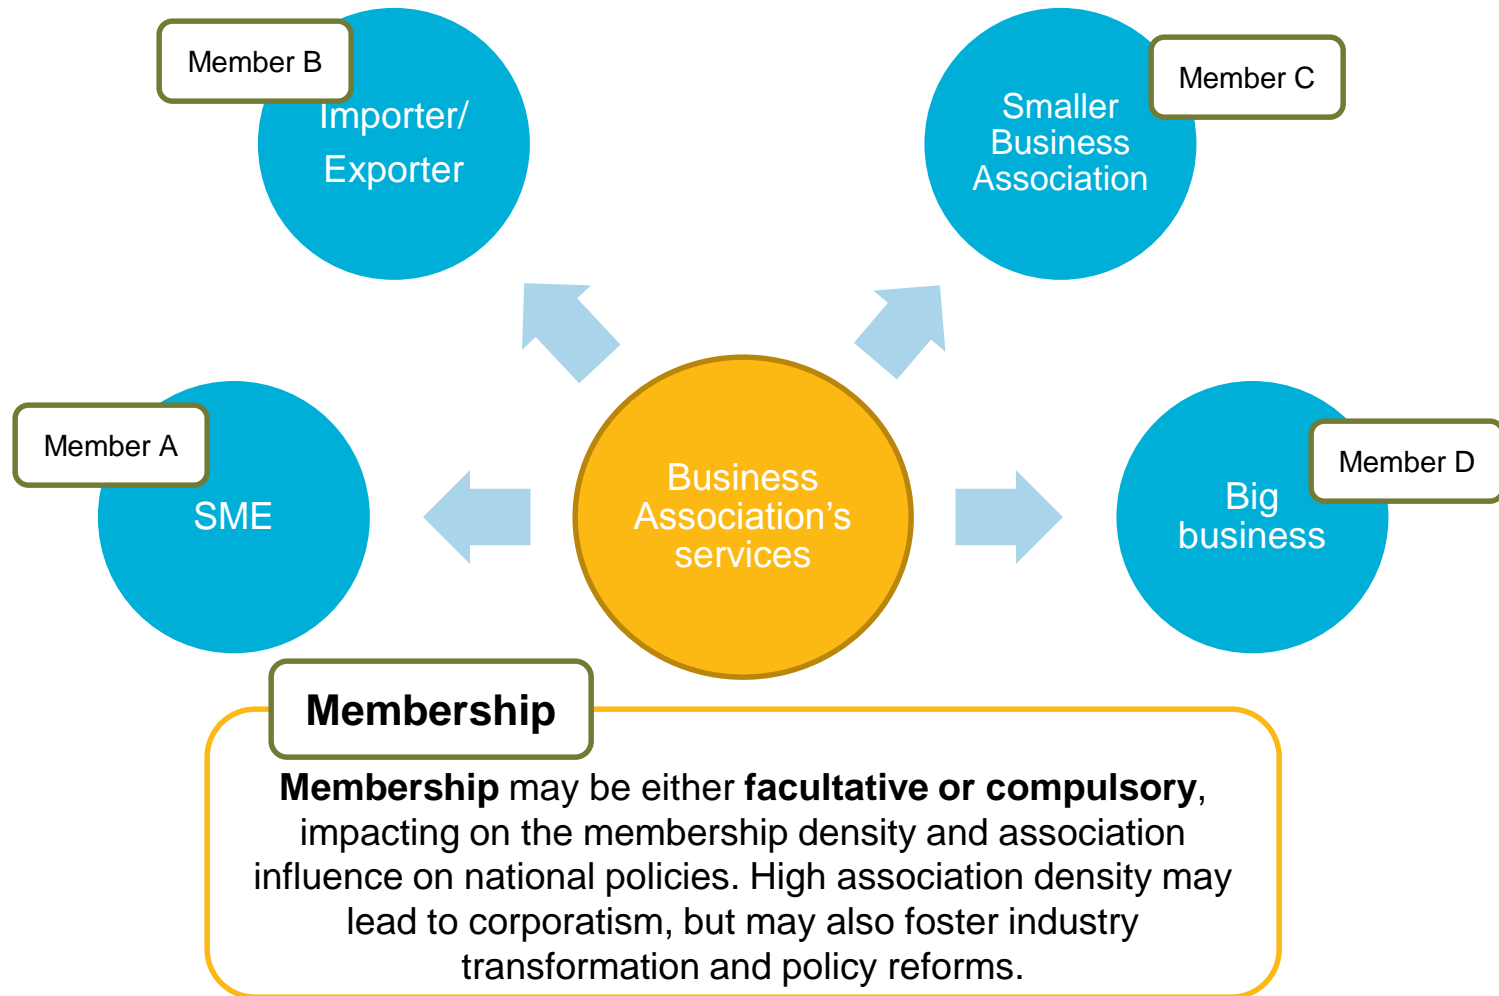 Member B
Importer/
Exporter
Smaller
Business
Association
Member C
Member A
SME
Business
Association’s
services
Big
business
Member D
Membership
Membership may be either facultative or compulsory,
impacting on the membership density and association
influence on national policies. High association density may
lead to corporatism, but may also foster industry
transformation and policy reforms.